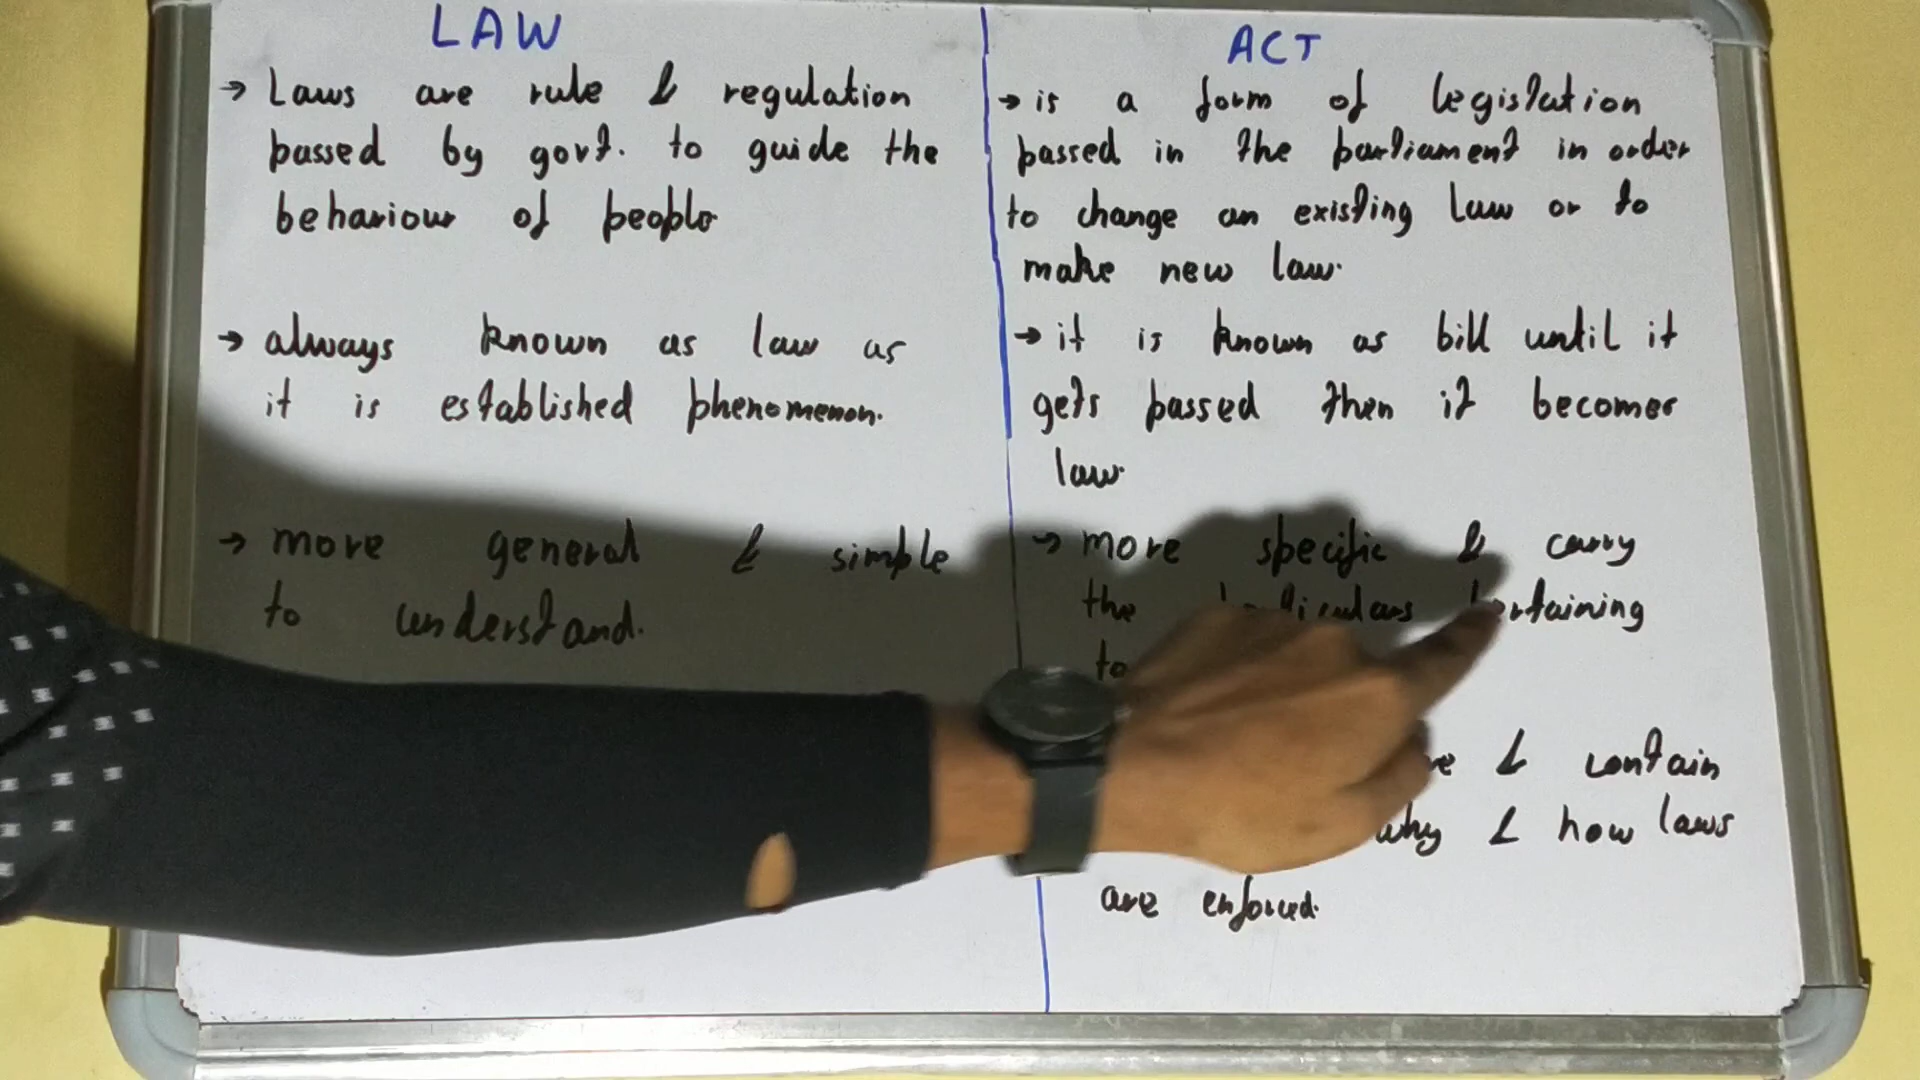 LAW
→ Laws are rule & regulation
passed by govt. to guide the
behaviour of people
→ always known as law as
it is established phenomenon.
→ more general & simple
to understand.
ACT
→ is a form of legislation
passed in the parliament in order
to change an existing law or to
make new law.
→ it is known as bill until it
gets passed then it becomes
law.
→ more specific & carry
the particulars pertaining
to
& contain
why & how laws
are enforced.